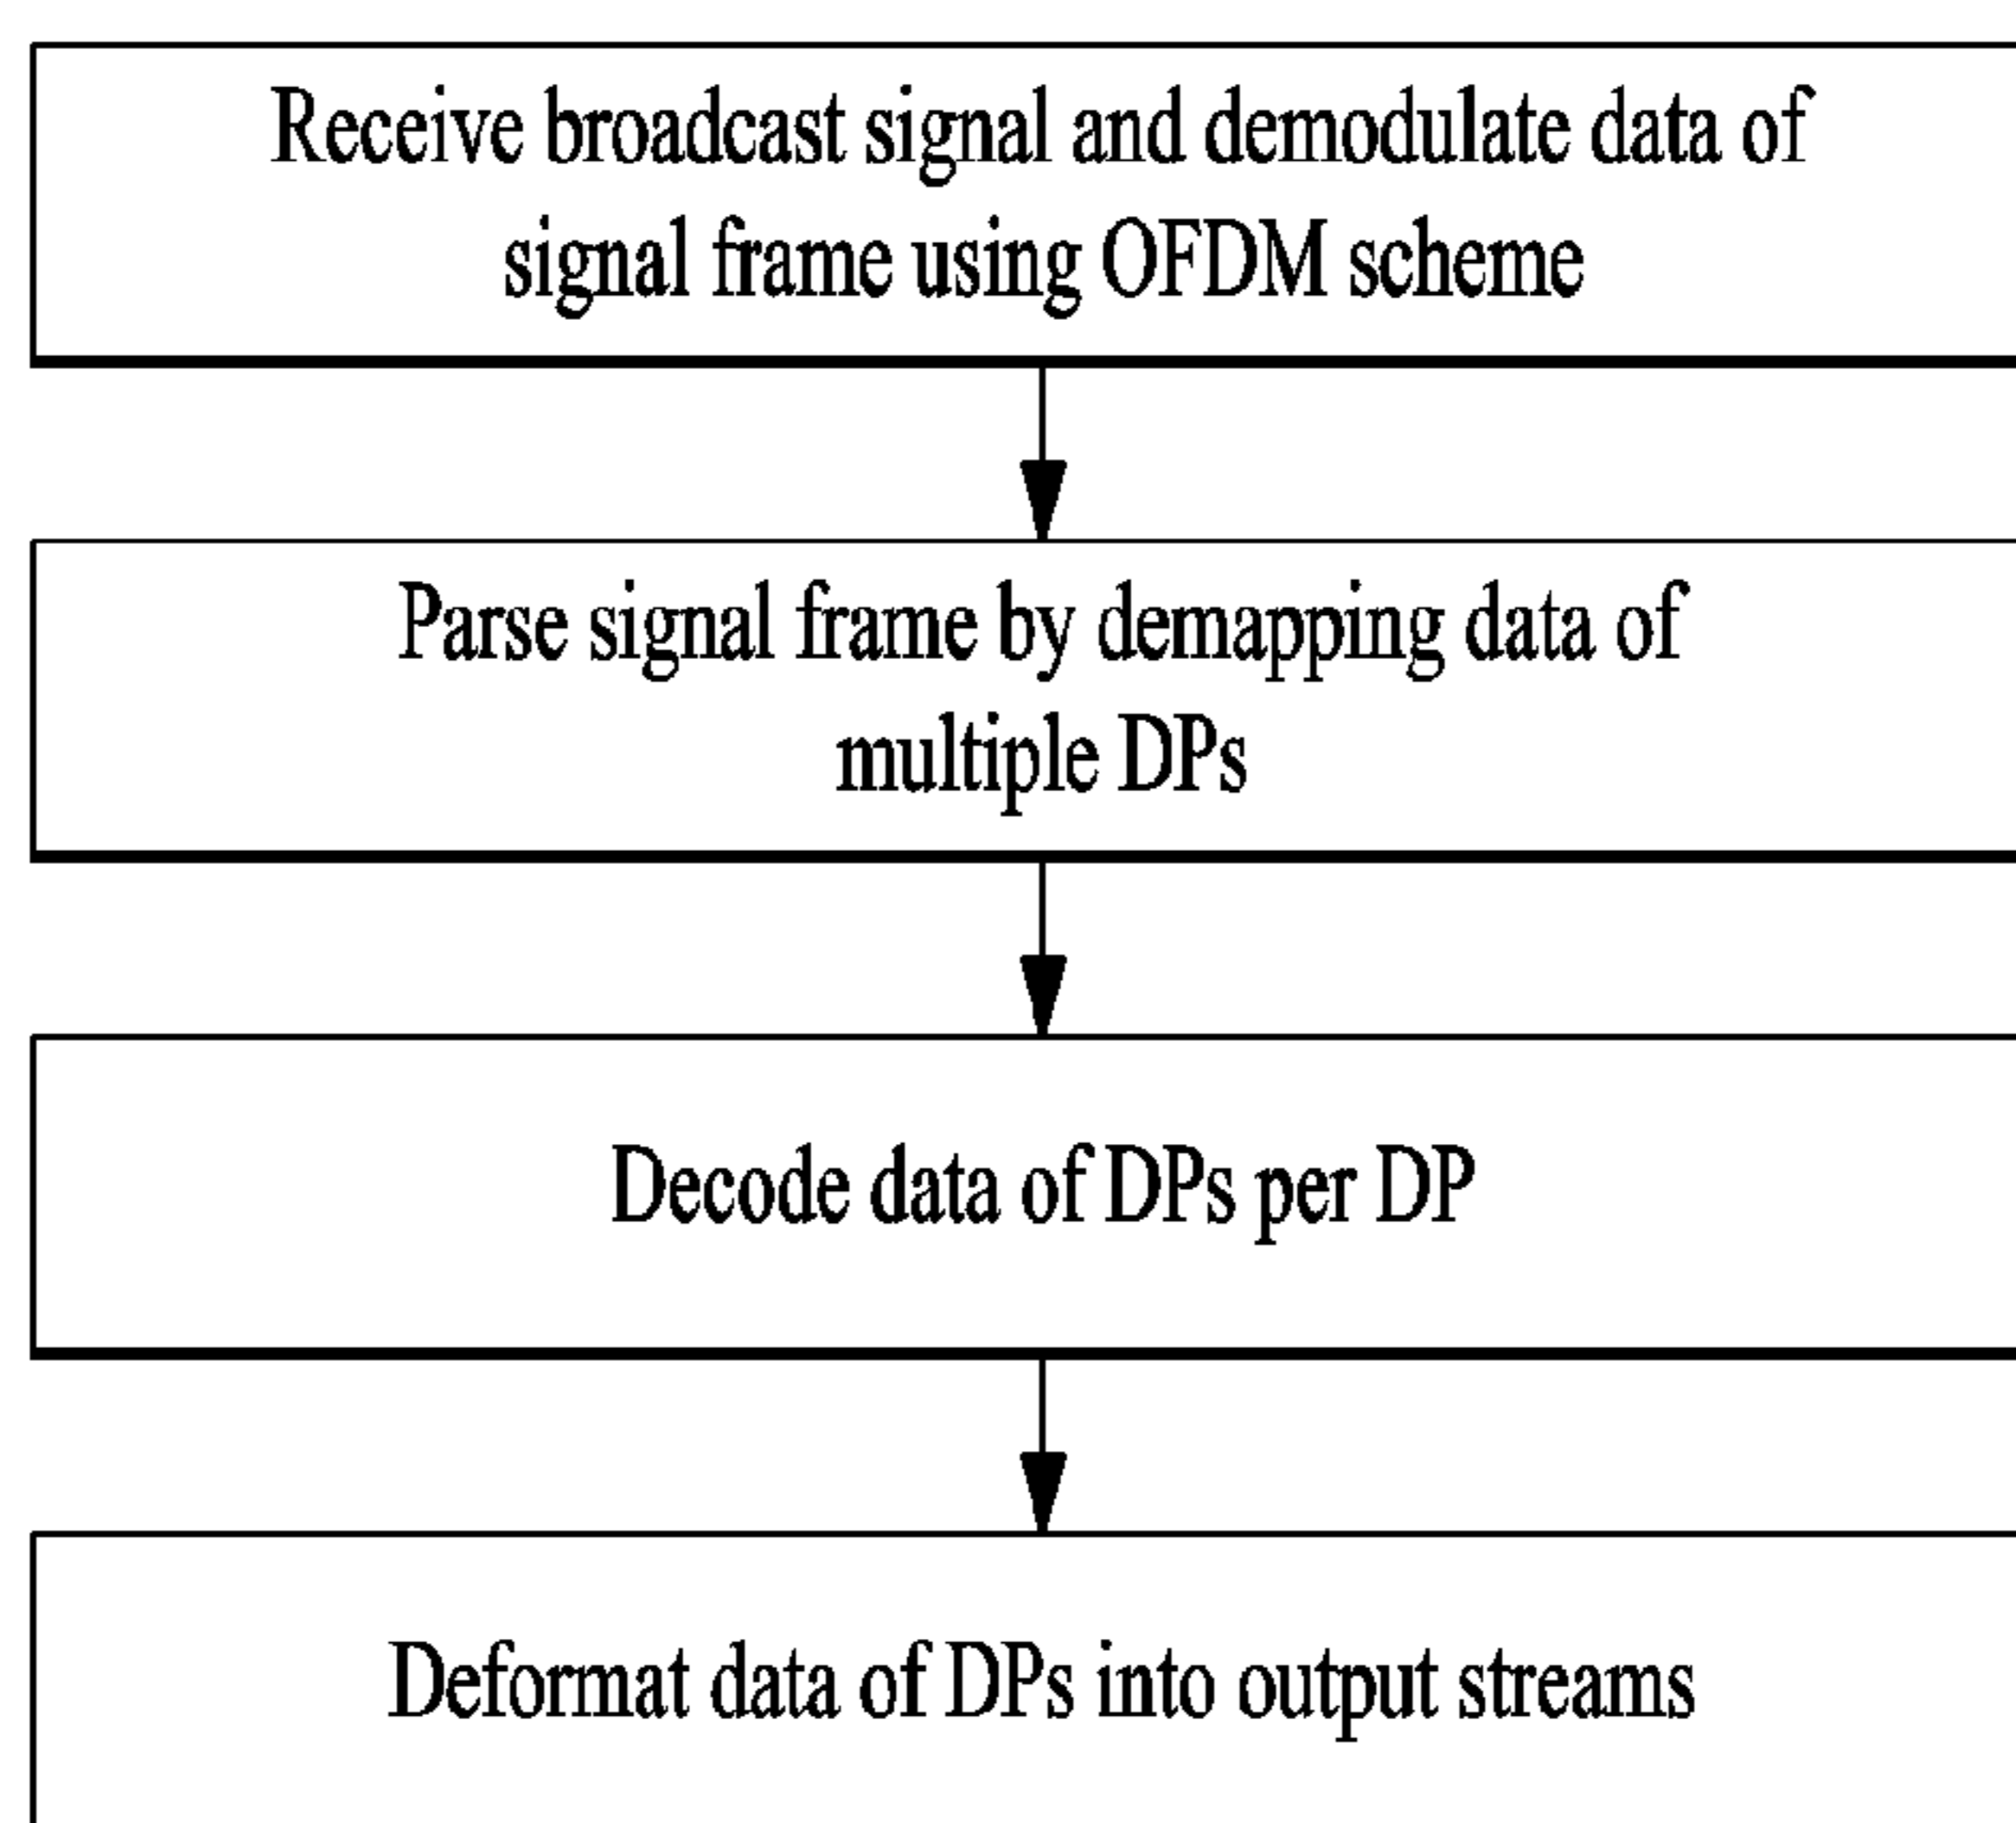 Receive broadcast signal and demodulate data of
signal frame using OFDM scheme
Parse signal frame by demapping data of
multiple DPs
Decode data of DPs per DP
Deformat data of DPs into output streams